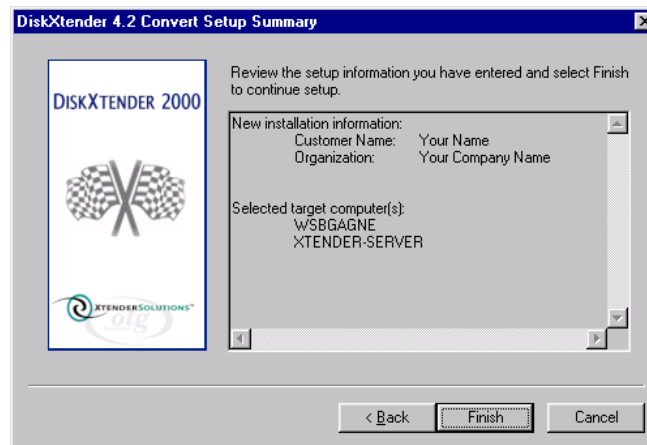 DiskXtender 4.2 Convert Setup Summary
DISKXTENDER 2000
Review the setup information you have entered and select Finish
to continue setup.
New installation information:
Customer Name: Your Name
Organization: Your Company Name
Selected target computer(s):
WSBGAGNE
XTENDER-SERVER
XTENDERSOLUTIONS™
otg
< Back
Finish
Cancel